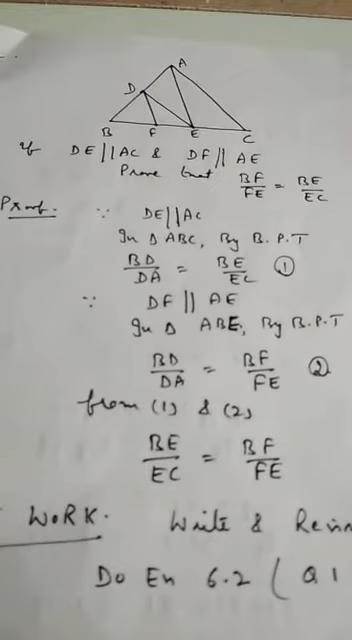 A
D
B F E C
If DE || AC & DF || AE
Prove that BF/FE = BE/EC
Proof. ∵ DE || AC
In Δ ABC, By B.P.T
BD/DA = BE/EC ①
∵ DF || AE
In Δ ABE, By B.P.T
BD/DA = BF/FE ②
from (1) & (2)
BE/EC = BF/FE
WORK. Write &
Do Ex 6.2 ( Q1